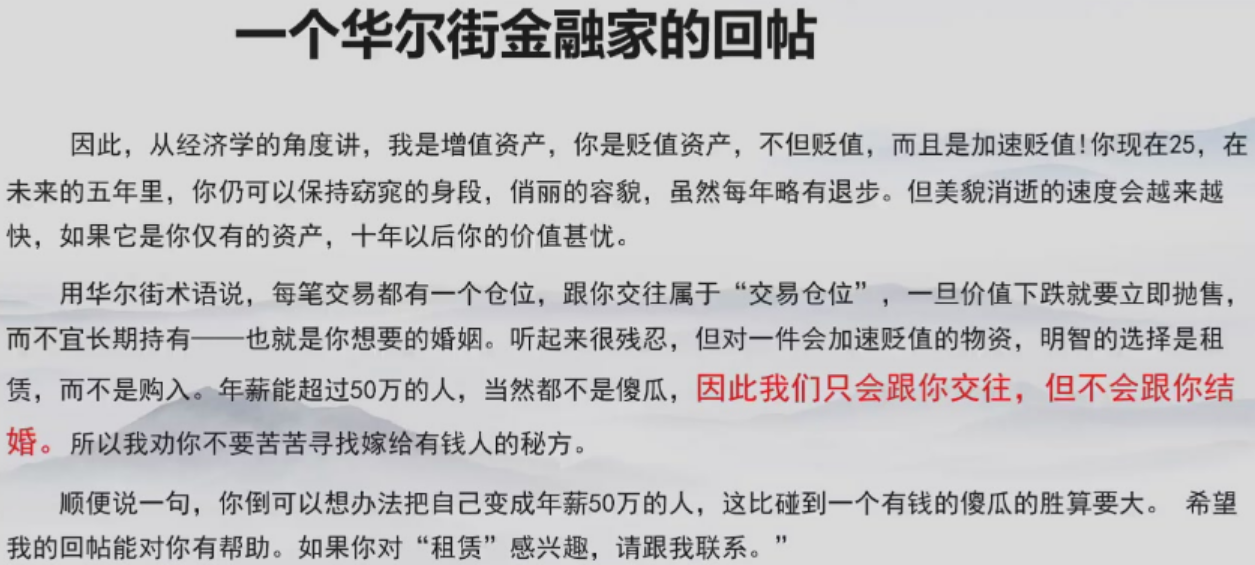 一个华尔街金融家的回帖
因此，从经济学的角度讲，我是增值资产，你是贬值资产，不但贬值，而且是加速贬值!你现在25，在
未来的五年里，你仍可以保持窈窕的身段，俏丽的容貌，虽然每年略有退步。但美貌消逝的速度会越来越
快，如果它是你仅有的资产，十年以后你的价值甚忧。
用华尔街术语说，每笔交易都有一个仓位，跟你交往属于“交易仓位”，一旦价值下跌就要立即抛售，
而不宜长期持有——也就是你想要的婚姻。听起来很残忍，但对一件会加速贬值的物资，明智的选择是租
赁，而不是购入。年薪能超过50万的人，当然都不是傻瓜，因此我们只会跟你交往，但不会跟你结
婚。所以我劝你不要苦苦寻找嫁给有钱人的秘方。
顺便说一句，你倒可以想办法把自己变成年薪50万的人，这比碰到一个有钱的傻瓜的胜算要大。 希望
我的回帖能对你有帮助。如果你对“租赁”感兴趣，请跟我联系。”